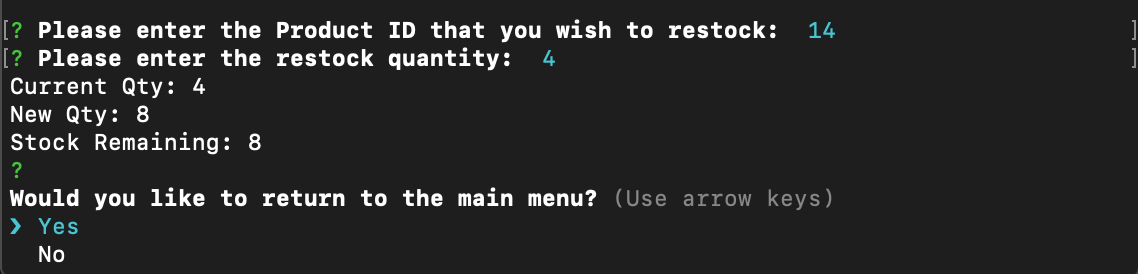 [? Please enter the Product ID that you wish to restock:  14 ]
[? Please enter the restock quantity:  4 ]
Current Qty: 4
New Qty: 8
Stock Remaining: 8
?
Would you like to return to the main menu? (Use arrow keys)
❯ Yes
  No